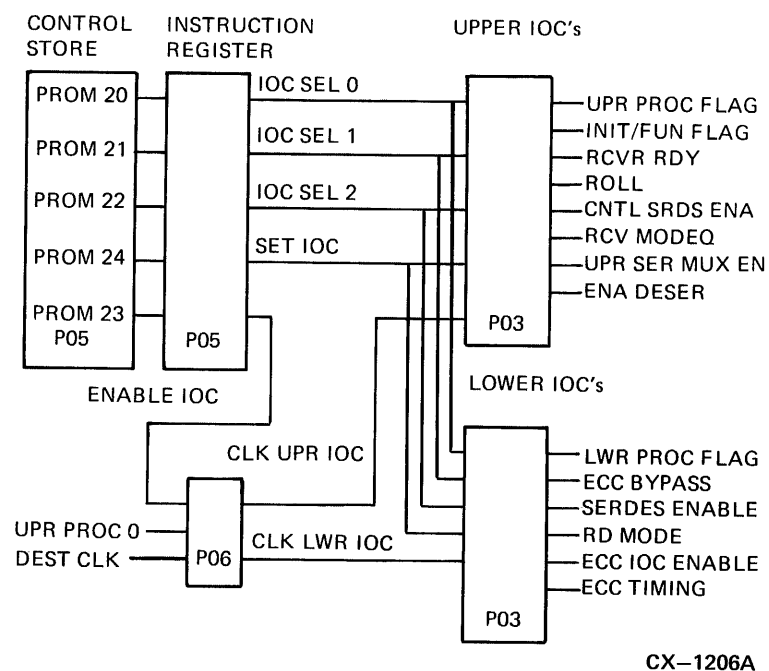 CONTROL STORE
INSTRUCTION REGISTER
UPPER IOC's
PROM 20
PROM 21
PROM 22
PROM 24
PROM 23
P05
P05
IOC SEL 0
IOC SEL 1
IOC SEL 2
SET IOC
P03
UPR PROC FLAG
INIT/FUN FLAG
RCVR RDY
ROLL
CNTL SRDS ENA
RCV MODEQ
UPR SER MUX EN
ENA DESER
ENABLE IOC
CLK UPR IOC
UPR PROC 0
DEST CLK
P06
CLK LWR IOC
LOWER IOC's
P03
LWR PROC FLAG
ECC BYPASS
SERDES ENABLE
RD MODE
ECC IOC ENABLE
ECC TIMING
CX–1206A